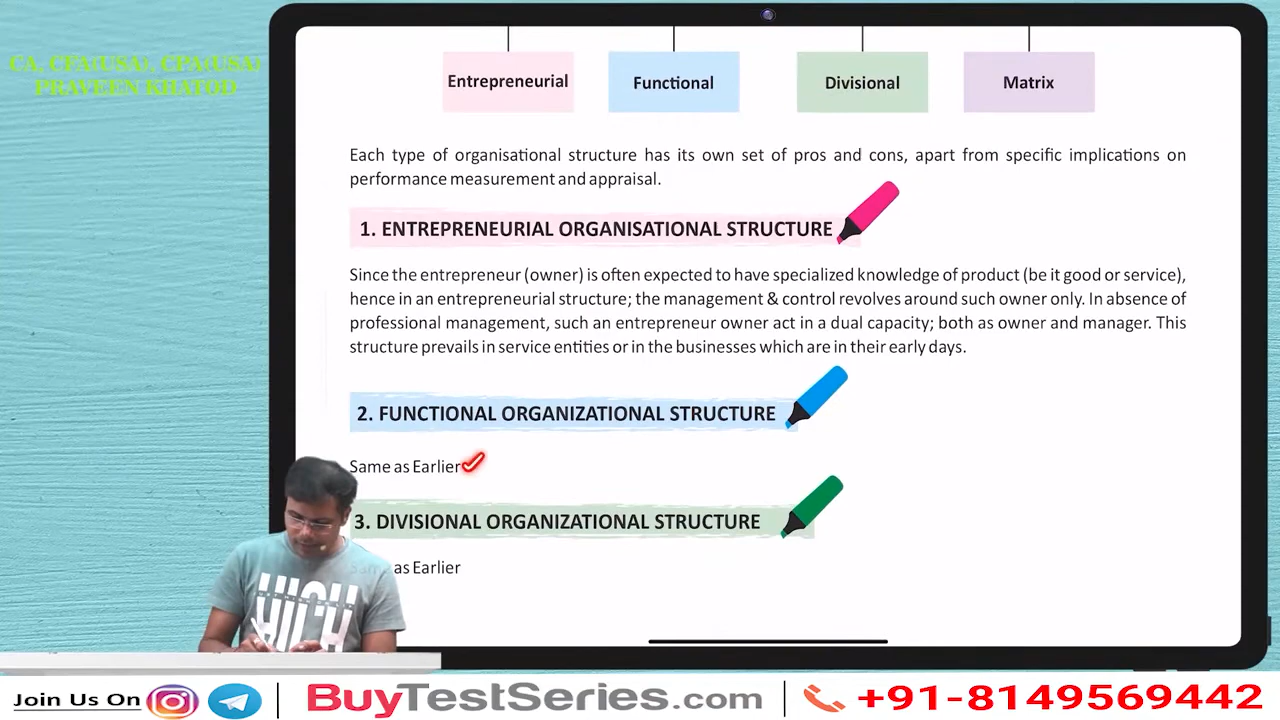 CA, CFA(USA), CPA(USA)
PRAVEEN KHATOD
Entrepreneurial
Functional
Divisional
Matrix
Each type of organisational structure has its own set of pros and cons, apart from specific implications on
performance measurement and appraisal.
1. ENTREPRENEURIAL ORGANISATIONAL STRUCTURE
Since the entrepreneur (owner) is often expected to have specialized knowledge of product (be it good or service),
hence in an entrepreneurial structure; the management & control revolves around such owner only. In absence of
professional management, such an entrepreneur owner act in a dual capacity; both as owner and manager. This
structure prevails in service entities or in the businesses which are in their early days.
2. FUNCTIONAL ORGANIZATIONAL STRUCTURE
Same as Earlier
3. DIVISIONAL ORGANIZATIONAL STRUCTURE
Same as Earlier
HIGH
Join Us On
BuyTestSeries.com
+91-8149569442